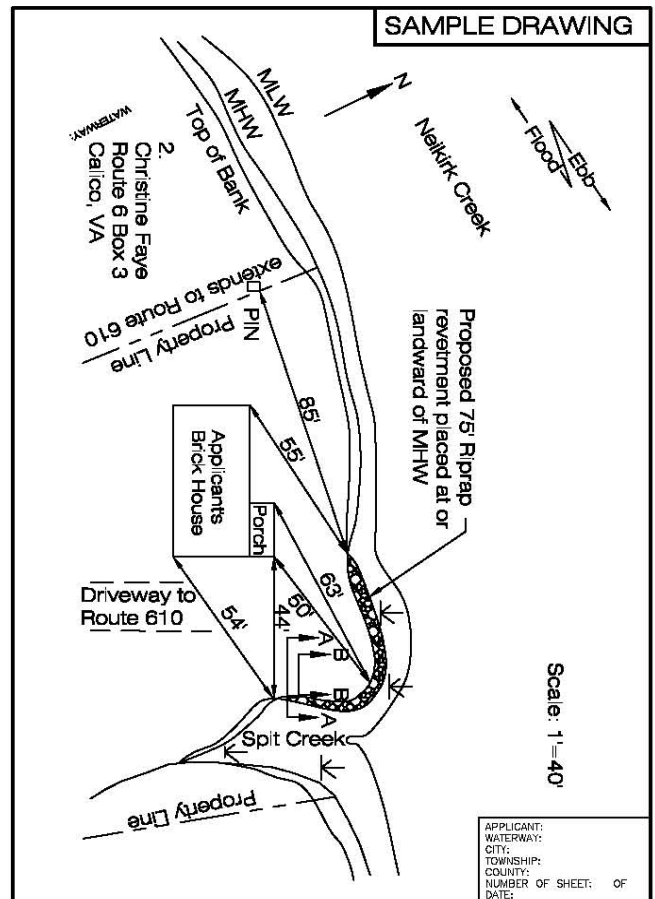 SAMPLE DRAWING
N
Ebb
Flood
Neikirk Creek
MLW
MHW
Top of Bank
WATERWAY:
2.
Christine Faye
Route 6 Box 3
Calico, VA
extends to Route 610
Property Line
PIN
Proposed 75' Riprap
revetment placed at or
landward of MHW
85'
55'
Applicant's
Brick House
Porch
63'
50'
44'
54'
Driveway to
Route 610
A
B
B
A
Scale: 1'=40'
Spit Creek
Property Line
APPLICANT:
WATERWAY:
CITY:
TOWNSHIP:
COUNTY:
NUMBER OF SHEET: OF
DATE: